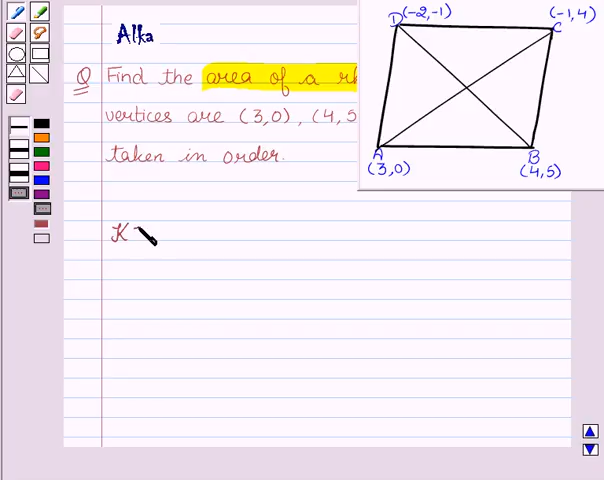 Alka
Q Find the area of a rh
vertices are (3,0), (4,5
taken in order.
K
D (-2,-1)
(-1,4)
C
A
(3,0)
B
(4,5)